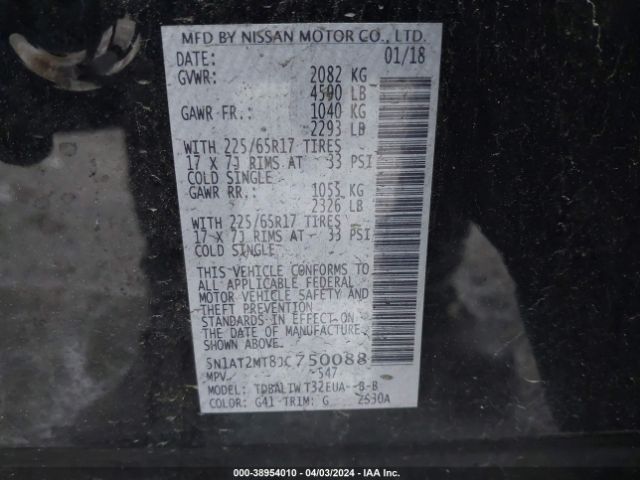 MFD BY NISSAN MOTOR CO., LTD.
DATE: 01/18
GVWR: 2082 KG
4590 LB
GAWR FR.: 1040 KG
2293 LB
WITH 225/65R17 TIRES
17 X 7J RIMS AT 33 PSI
COLD SINGLE
GAWR RR.: 1055 KG
2326 LB
WITH 225/65R17 TIRES
17 X 7J RIMS AT 33 PSI
COLD SINGLE
THIS VEHICLE CONFORMS TO
ALL APPLICABLE FEDERAL
MOTOR VEHICLE SAFETY AND
THEFT PREVENTION
STANDARDS IN EFFECT ON
THE DATE OF MANUFACTURE
SHOWN ABOVE.
5N1AT2MT8JC750088
MPV S47
MODEL: TDBALTWT32EUA--B-B
COLOR: G41 TRIM: G
000-38954010 - 04/03/2024 - IAA Inc.